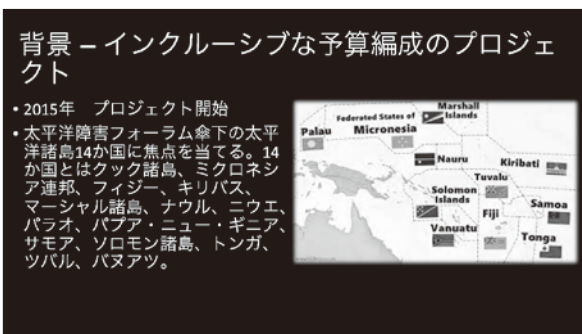 背景 – インクルーシブな予算編成のプロジェ
クト
• 2015年　プロジェクト開始
• 太平洋障害フォーラム傘下の太平
洋諸島14か国に焦点を当てる。14
か国とはクック諸島、ミクロネシ
ア連邦、フィジー、キリバス、
マーシャル諸島、ナウル、ニウエ、
パラオ、パプア・ニュー・ギニア、
サモア、ソロモン諸島、トンガ、
ツバル、バヌアツ。
Marshall
Islands
Federated States of
Micronesia
Palau
Nauru
Kiribati
Tuvalu
Solomon
Islands
Samoa
Fiji
Vanuatu
Tonga